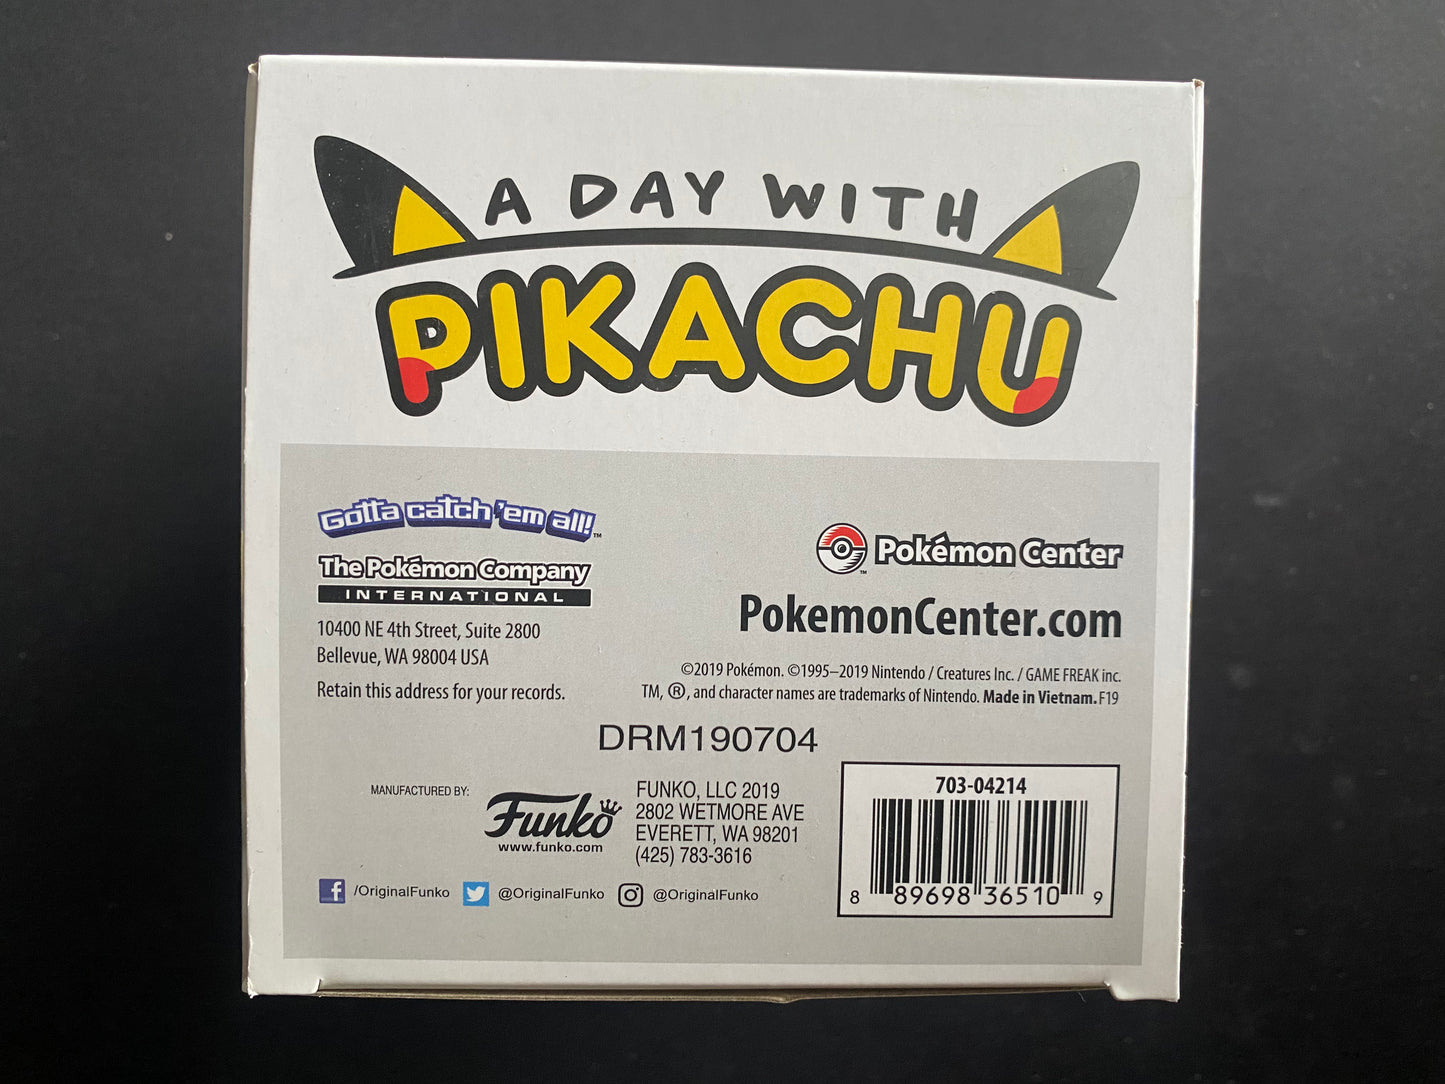 A DAY WITH
PIKACHU
Gotta catch 'em all!™
The Pokémon Company
INTERNATIONAL
10400 NE 4th Street, Suite 2800
Bellevue, WA 98004 USA
Retain this address for your records.
Pokémon Center
TM
PokemonCenter.com
©2019 Pokémon. ©1995–2019 Nintendo / Creatures Inc. / GAME FREAK inc.
TM, ®, and character names are trademarks of Nintendo. Made in Vietnam. F19
DRM190704
MANUFACTURED BY:
Funko
www.funko.com
FUNKO, LLC 2019
2802 WETMORE AVE
EVERETT, WA 98201
(425) 783-3616
f /OriginalFunko @OriginalFunko @OriginalFunko
703-04214
8 89698 36510 9